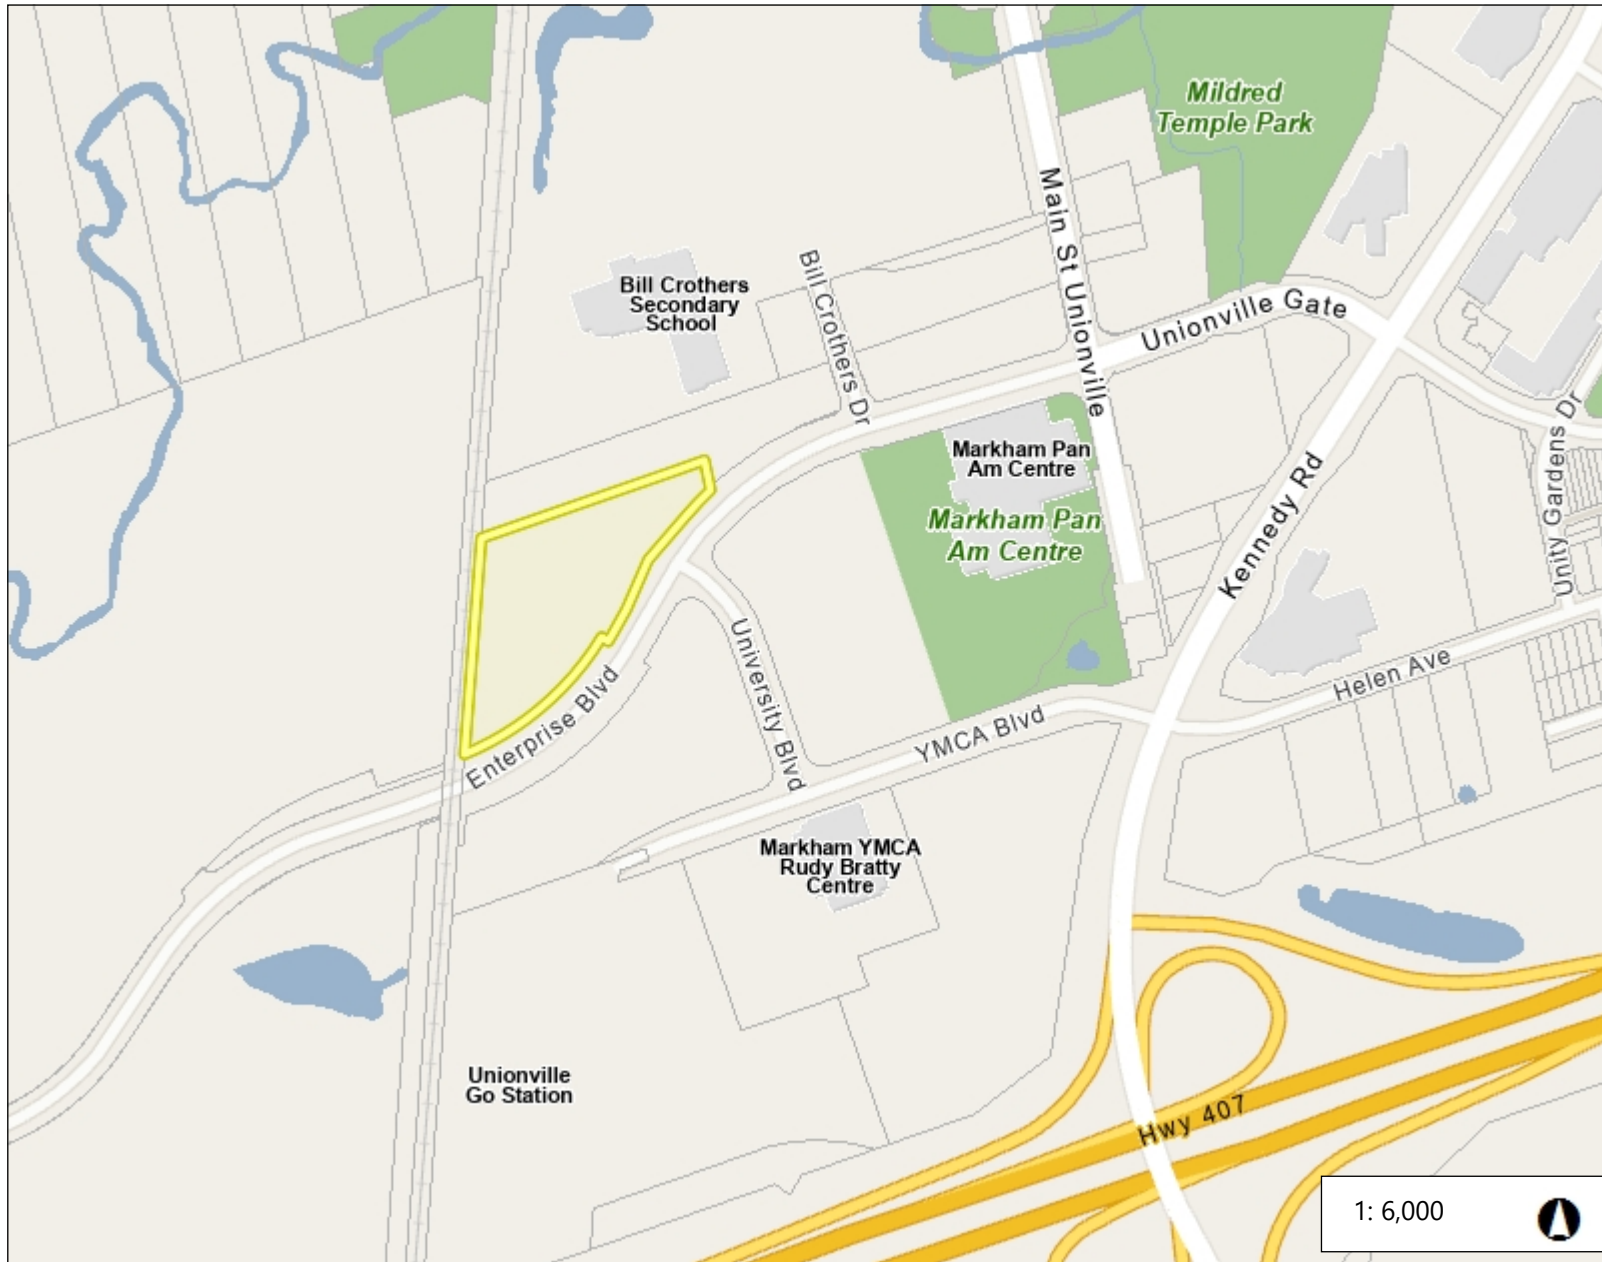 Mildred
Temple Park
Main St Unionville
Bill Crothers Dr
Bill Crothers
Secondary
School
Unionville Gate
Markham Pan
Am Centre
Markham Pan
Am Centre
Kennedy Rd
Unity Gardens Dr
University Blvd
Enterprise Blvd
Helen Ave
YMCA Blvd
Markham YMCA
Rudy Bratty
Centre
Unionville
Go Station
Hwy 407
1: 6,000